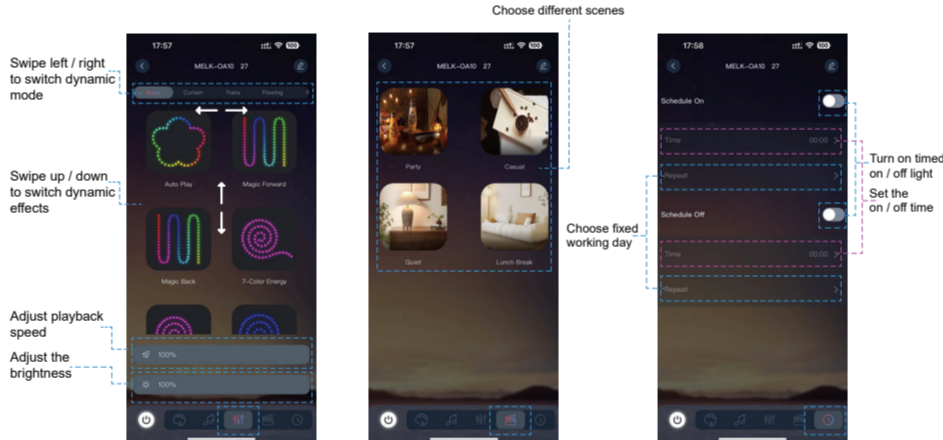 Choose different scenes
Swipe left / right
to switch dynamic
mode
Swipe up / down
to switch dynamic
effects
Adjust playback
speed
Adjust the
brightness
17:57
100
MELK-OA10 27
Curtain Trans Flowing
Auto Play Magic Forward
Magic Back 7-Color Energy
100%
100%
17:57
100
MELK-OA10 27
Party Casual
Quiet Lunch Break
Choose fixed
working day
17:58
100
MELK-OA10 27
Schedule On
Time 00:00 >
Repeat >
Schedule Off
Time 00:00 >
Repeat >
Turn on timed
on / off light
Set the
on / off time